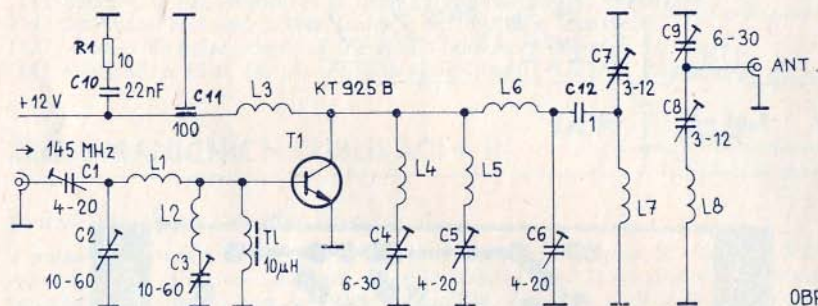 R1
10
C10
22nF
C11
100
+12 V
L3
KT 925 B
T1
L6
C12
1
C7
3-12
C9
6-30
ANT.
C8
3-12
→ 145 MHz
C1
4-20
L1
L2
C2
10-60
C3
10-60
TL
10µH
L4
L5
C4
6-30
C5
4-20
C6
4-20
L7
L8